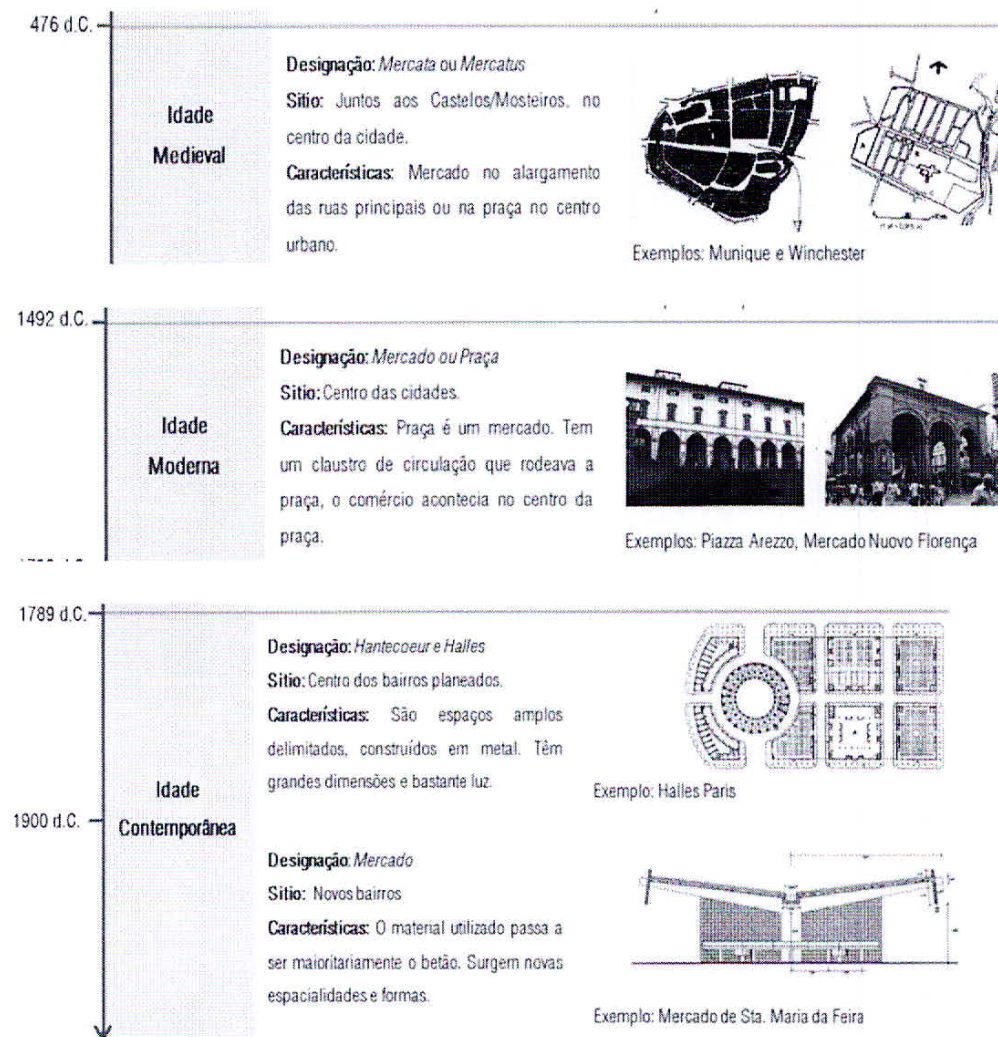 476 d.C.
Idade
Medieval
Designação: Mercata ou Mercatus
Sitio: Juntos aos Castelos/Mosteiros. no
centro da cidade.
Características: Mercado no alargamento
das ruas principais ou na praça no centro
urbano.
Exemplos: Munique e Winchester
1492 d.C.
Idade
Moderna
Designação: Mercado ou Praça
Sitio: Centro das cidades.
Características: Praça é um mercado. Tem
um claustro de circulação que rodeava a
praça, o comércio acontecia no centro da
praça.
Exemplos: Piazza Arezzo, Mercado Nuovo Florença
1789 d.C.
Idade
Contemporânea
Designação: Hantecoeur e Halles
Sitio: Centro dos bairros planeados.
Características: São espaços amplos
delimitados, construídos em metal. Têm
grandes dimensões e bastante luz.
Exemplo: Halles Paris
1900 d.C.
Designação: Mercado
Sitio: Novos bairros
Características: O material utilizado passa a
ser maioritariamente o betão. Surgem novas
espacialidades e formas.
Exemplo: Mercado de Sta. Maria da Feira